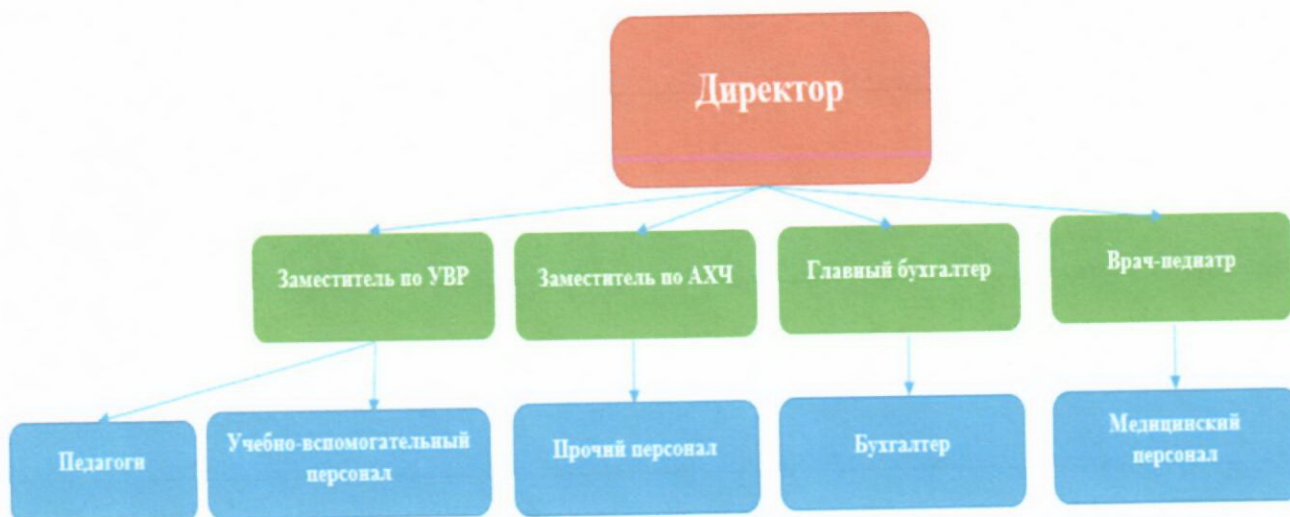 Директор
Заместитель по УВР
Заместитель по АХЧ
Главный бухгалтер
Врач-педиатр
Педагоги
Учебно-вспомогательный
персонал
Прочий персонал
Бухгалтер
Медицинский
персонал